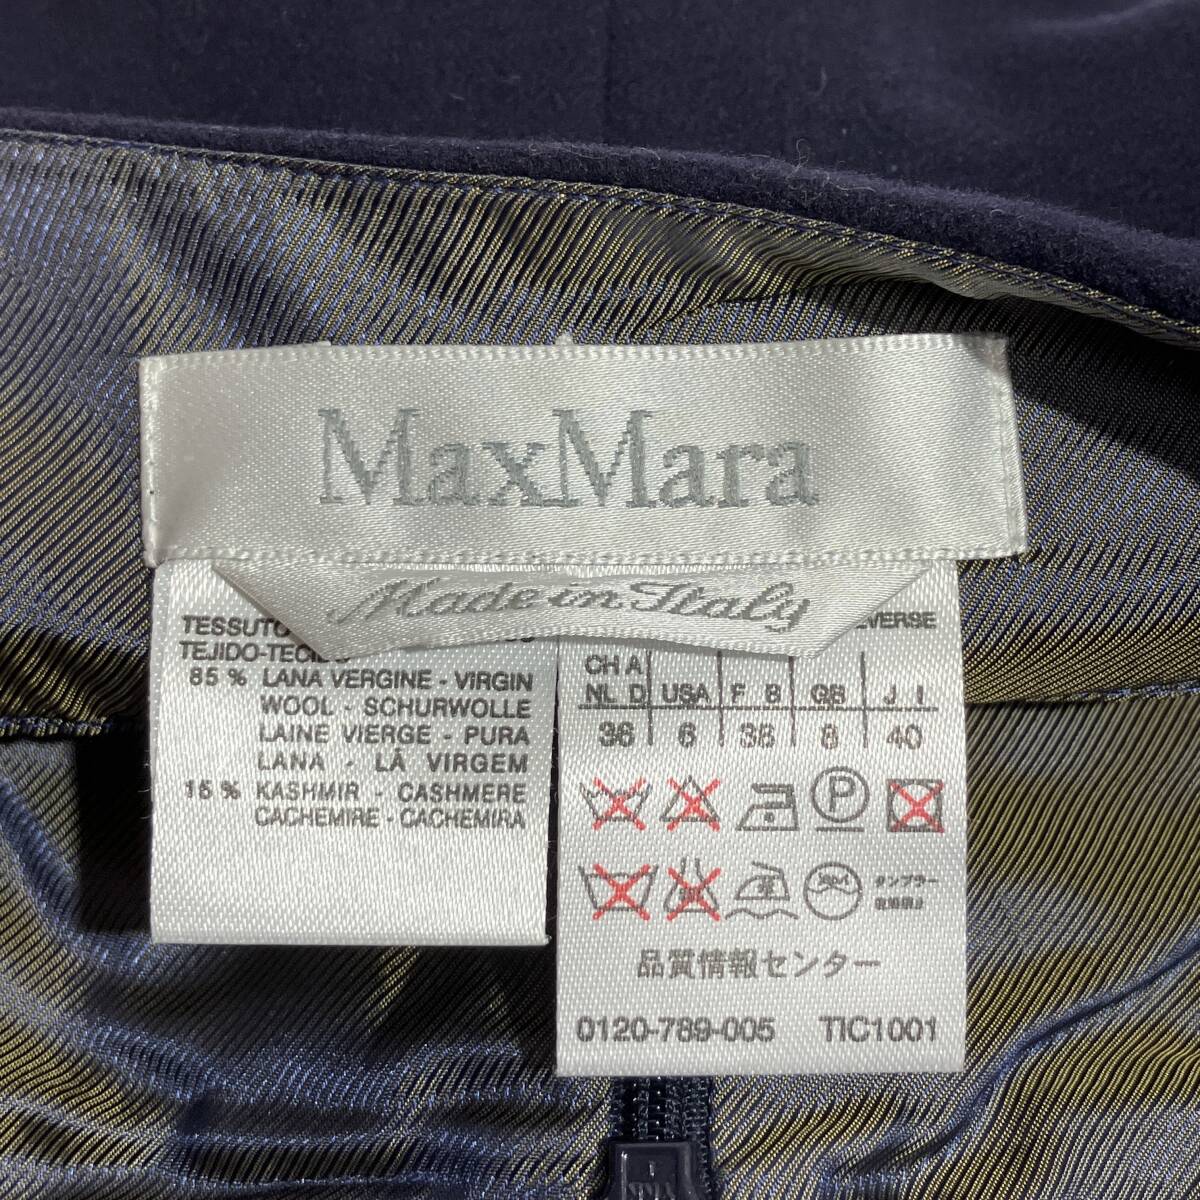 MaxMara
Made in Italy
TESSUTO
TEJIDO-TECIDO
85 % LANA VERGINE - VIRGIN
WOOL - SCHURWOLLE
LAINE VIERGE - PURA
LANA - LÃ VIRGEM
15 % KASHMIR - CASHMERE
CACHEMIRE - CACHEMIRA
CH A
NL D USA F B GB J I
36 6 38 8 40
P
タンブラー
乾燥禁止
品質情報センター
0120-789-005 TIC1001